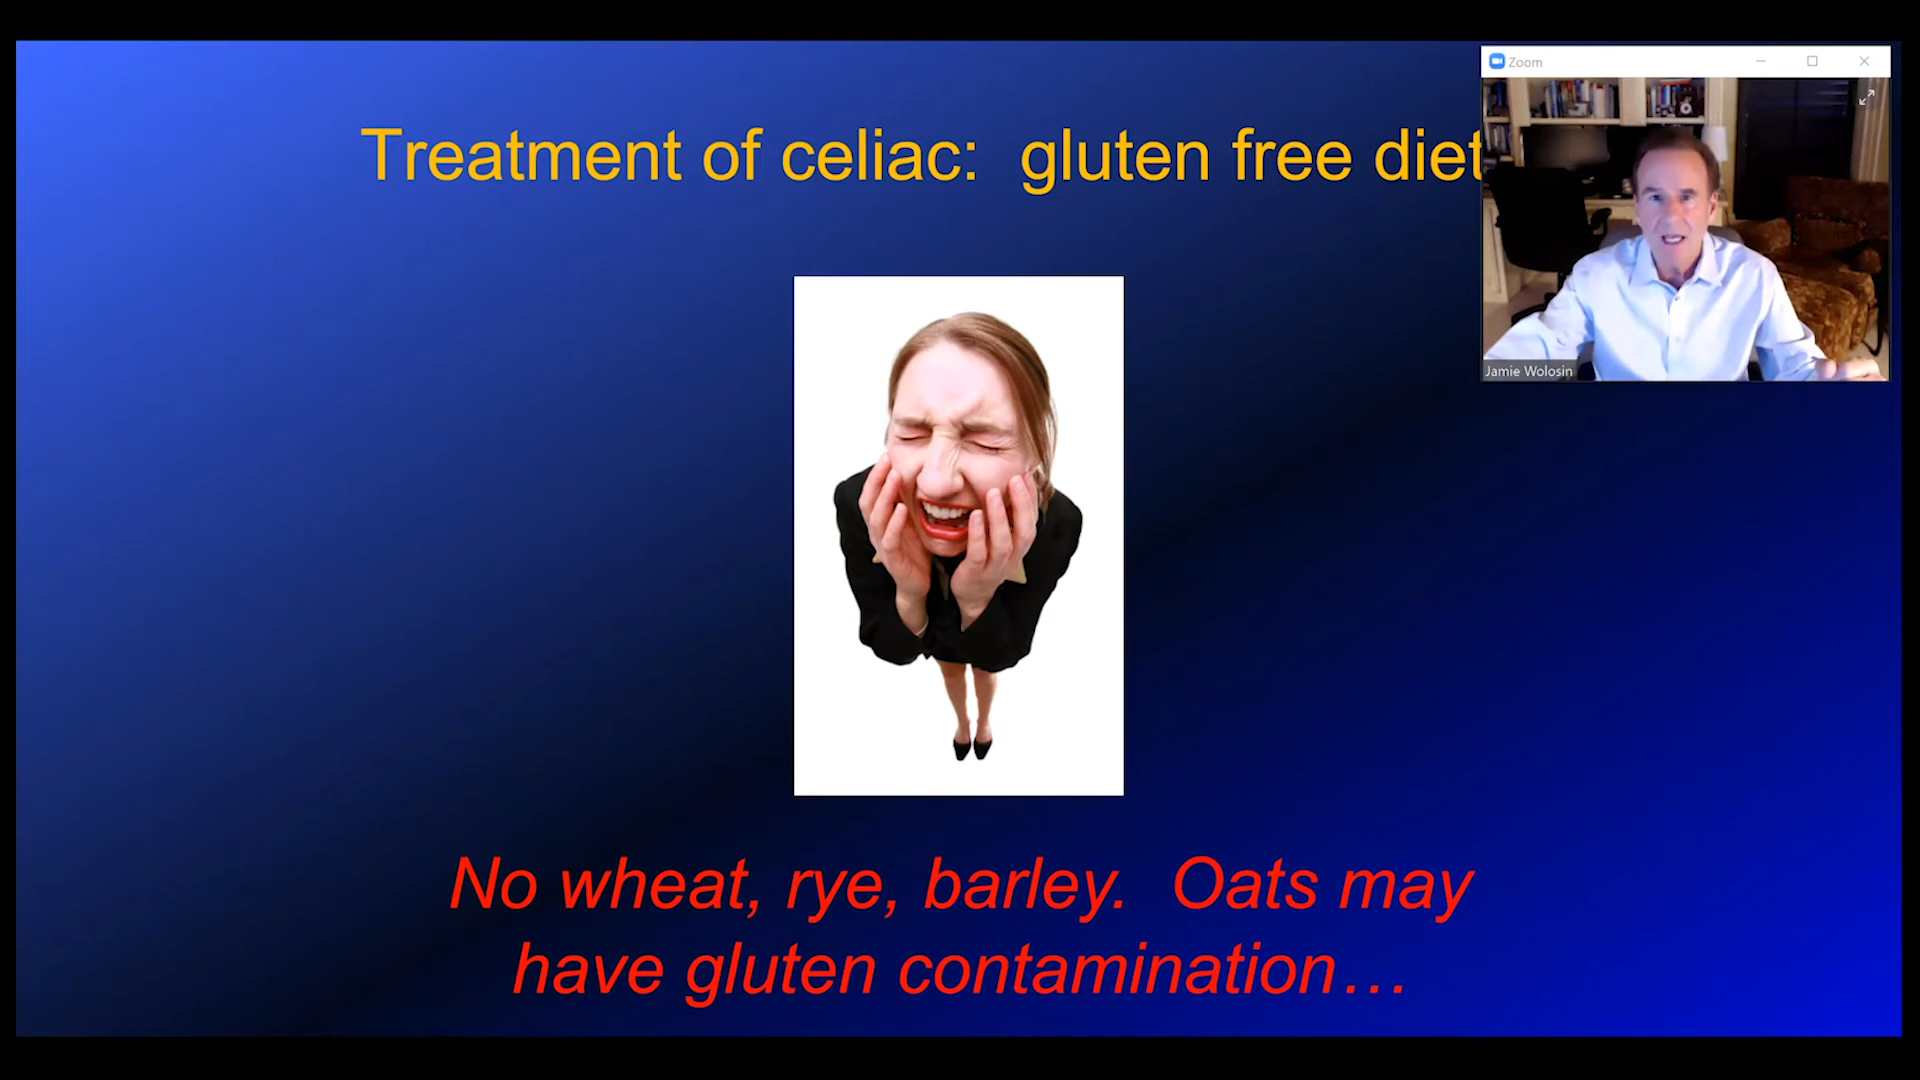 Zoom
Treatment of celiac:  gluten free diet
Jamie Wolosin
No wheat, rye, barley.  Oats may
have gluten contamination…